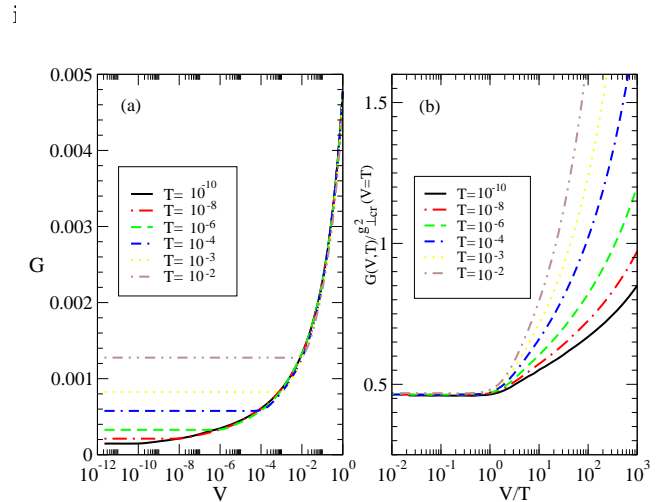 i
(a)
(b)
0.005
0.004
0.003
0.002
0.001
0
G
T= 10^-10
T= 10^-8
T= 10^-6
T= 10^-4
T= 10^-3
T= 10^-2
10^-12 10^-10 10^-8 10^-6 10^-4 10^-2 10^0
V
1.5
1
0.5
0
G(V,T)/g^2_⊥cr(V=T)
T=10^-10
T=10^-8
T=10^-6
T=10^-4
T=10^-3
T=10^-2
10^-2 10^-1 10^0 10^1 10^2 10^3
V/T